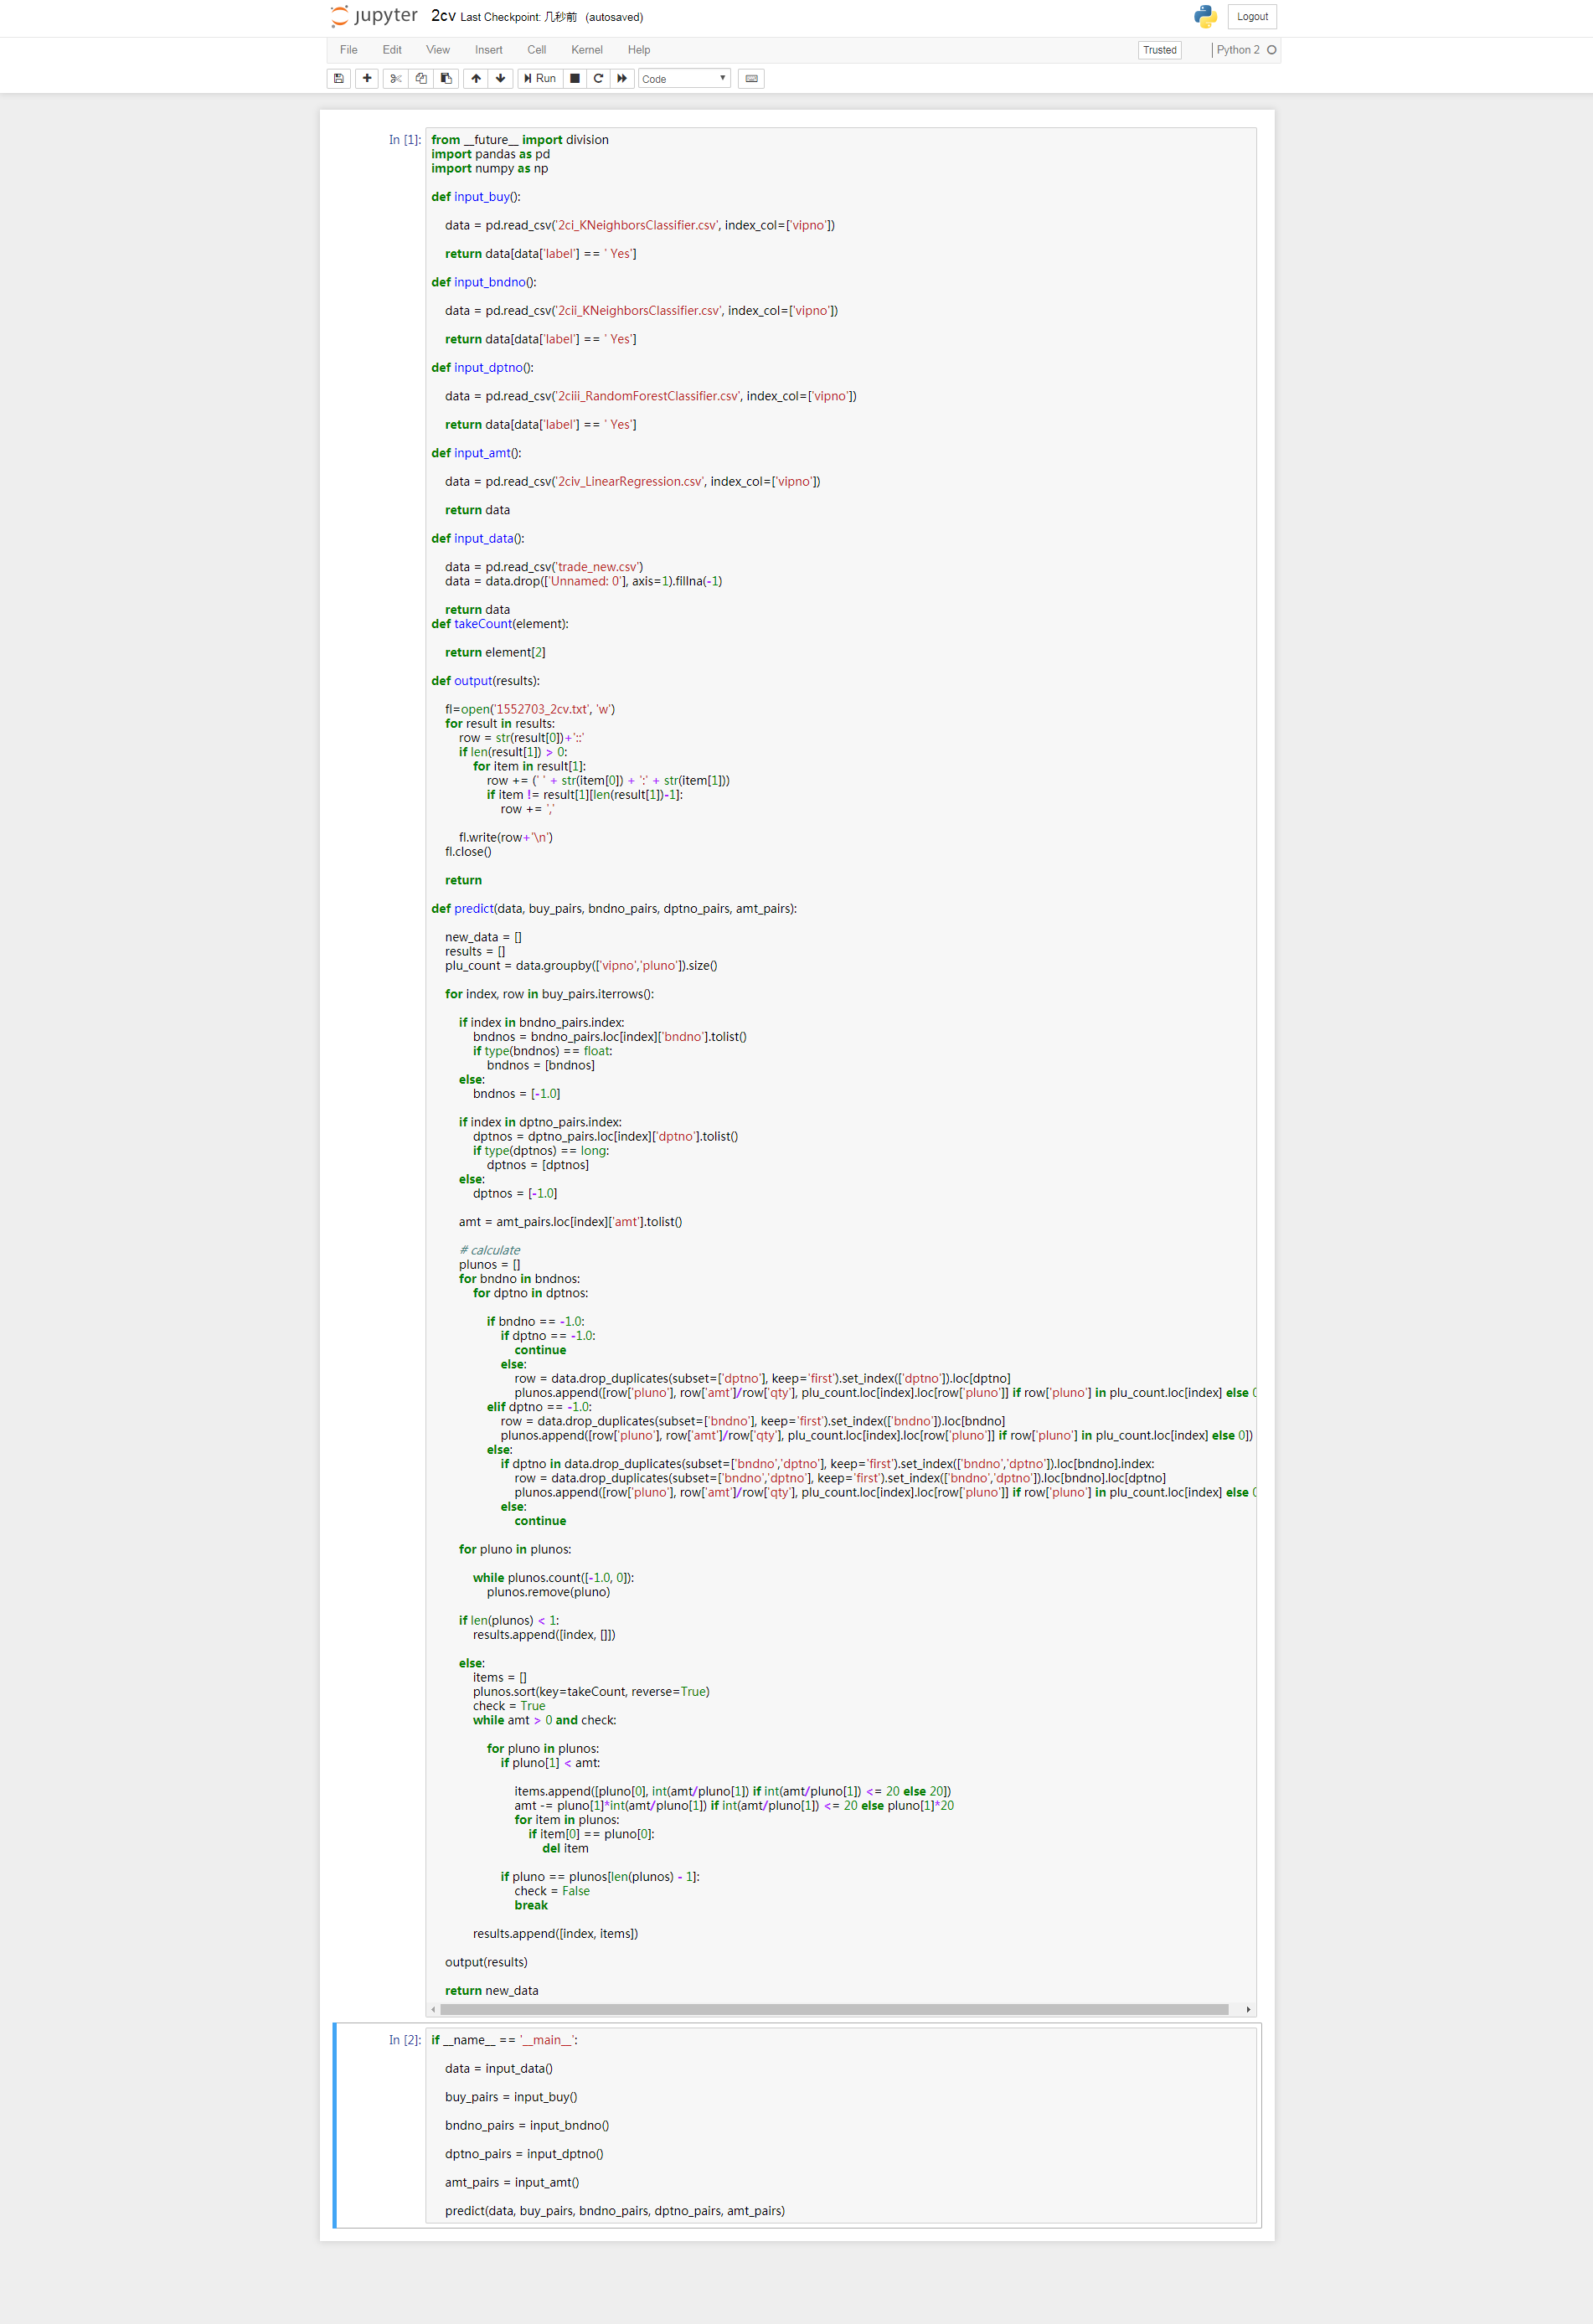 jupyter 2cv Last Checkpoint: 几秒前 (autosaved)
Logout
File Edit View Insert Cell Kernel Help
Trusted
Python 2
Run
Code
In [1]:
from __future__ import division
import pandas as pd
import numpy as np
def input_buy():
data = pd.read_csv('2ci_KNeighborsClassifier.csv', index_col=['vipno'])
return data[data['label'] == ' Yes']
def input_bndno():
data = pd.read_csv('2cii_KNeighborsClassifier.csv', index_col=['vipno'])
return data[data['label'] == ' Yes']
def input_dptno():
data = pd.read_csv('2ciii_RandomForestClassifier.csv', index_col=['vipno'])
return data[data['label'] == ' Yes']
def input_amt():
data = pd.read_csv('2civ_LinearRegression.csv', index_col=['vipno'])
return data
def input_data():
data = pd.read_csv('trade_new.csv')
data = data.drop(['Unnamed: 0'], axis=1).fillna(-1)
return data
def takeCount(element):
return element[2]
def output(results):
fl=open('1552703_2cv.txt', 'w')
for result in results:
row = str(result[0])+'::'
if len(result[1]) > 0:
for item in result[1]:
row += (' ' + str(item[0]) + ':' + str(item[1]))
if item != result[1][len(result[1])-1]:
row += ','
fl.write(row+'\n')
fl.close()
return
def predict(data, buy_pairs, bndno_pairs, dptno_pairs, amt_pairs):
new_data = []
results = []
plu_count = data.groupby(['vipno','pluno']).size()
for index, row in buy_pairs.iterrows():
if index in bndno_pairs.index:
bndnos = bndno_pairs.loc[index]['bndno'].tolist()
if type(bndnos) == float:
bndnos = [bndnos]
else:
bndnos = [-1.0]
if index in dptno_pairs.index:
dptnos = dptno_pairs.loc[index]['dptno'].tolist()
if type(dptnos) == long:
dptnos = [dptnos]
else:
dptnos = [-1.0]
amt = amt_pairs.loc[index]['amt'].tolist()
# calculate
plunos = []
for bndno in bndnos:
for dptno in dptnos:
if bndno == -1.0:
if dptno == -1.0:
continue
else:
row = data.drop_duplicates(subset=['dptno'], keep='first').set_index(['dptno']).loc[dptno]
plunos.append([row['pluno'], row['amt']/row['qty'], plu_count.loc[index].loc[row['pluno']] if row['pluno'] in plu_count.loc[index] else 0
elif dptno == -1.0:
row = data.drop_duplicates(subset=['bndno'], keep='first').set_index(['bndno']).loc[bndno]
plunos.append([row['pluno'], row['amt']/row['qty'], plu_count.loc[index].loc[row['pluno']] if row['pluno'] in plu_count.loc[index] else 0])
else:
if dptno in data.drop_duplicates(subset=['bndno','dptno'], keep='first').set_index(['bndno','dptno']).loc[bndno].index:
row = data.drop_duplicates(subset=['bndno','dptno'], keep='first').set_index(['bndno','dptno']).loc[bndno].loc[dptno]
plunos.append([row['pluno'], row['amt']/row['qty'], plu_count.loc[index].loc[row['pluno']] if row['pluno'] in plu_count.loc[index] else 0
else:
continue
for pluno in plunos:
while plunos.count([-1.0, 0]):
plunos.remove(pluno)
if len(plunos) < 1:
results.append([index, []])
else:
items = []
plunos.sort(key=takeCount, reverse=True)
check = True
while amt > 0 and check:
for pluno in plunos:
if pluno[1] < amt:
items.append([pluno[0], int(amt/pluno[1]) if int(amt/pluno[1]) <= 20 else 20])
amt -= pluno[1]*int(amt/pluno[1]) if int(amt/pluno[1]) <= 20 else pluno[1]*20
for item in plunos:
if item[0] == pluno[0]:
del item
if pluno == plunos[len(plunos) - 1]:
check = False
break
results.append([index, items])
output(results)
return new_data
In [2]:
if __name__ == '__main__':
data = input_data()
buy_pairs = input_buy()
bndno_pairs = input_bndno()
dptno_pairs = input_dptno()
amt_pairs = input_amt()
predict(data, buy_pairs, bndno_pairs, dptno_pairs, amt_pairs)